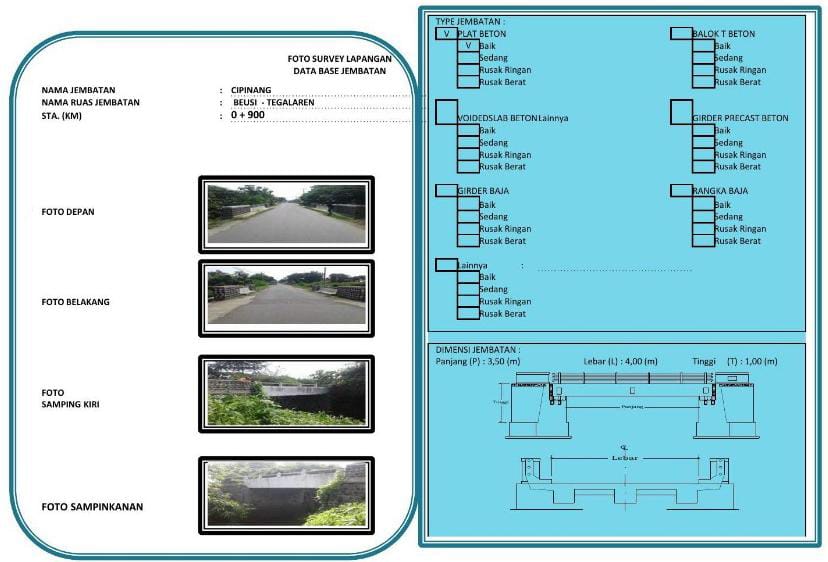 FOTO SURVEY LAPANGAN
DATA BASE JEMBATAN
NAMA JEMBATAN : CIPINANG
NAMA RUAS JEMBATAN : BEUSI - TEGALAREN
STA. (KM) : 0 + 900
FOTO DEPAN
FOTO BELAKANG
FOTO
SAMPING KIRI
FOTO SAMPINKANAN
TYPE JEMBATAN :
V PLAT BETON
V Baik
Sedang
Rusak Ringan
Rusak Berat
BALOK T BETON
Baik
Sedang
Rusak Ringan
Rusak Berat
VOIDEDSLAB BETON Lainnya
Baik
Sedang
Rusak Ringan
Rusak Berat
GIRDER PRECAST BETON
Baik
Sedang
Rusak Ringan
Rusak Berat
GIRDER BAJA
Baik
Sedang
Rusak Ringan
Rusak Berat
RANGKA BAJA
Baik
Sedang
Rusak Ringan
Rusak Berat
Lainnya :
Baik
Sedang
Rusak Ringan
Rusak Berat
DIMENSI JEMBATAN :
Panjang (P) : 3,50 (m) Lebar (L) : 4,00 (m) Tinggi (T) : 1,00 (m)
Tinggi
Panjang
Lebar